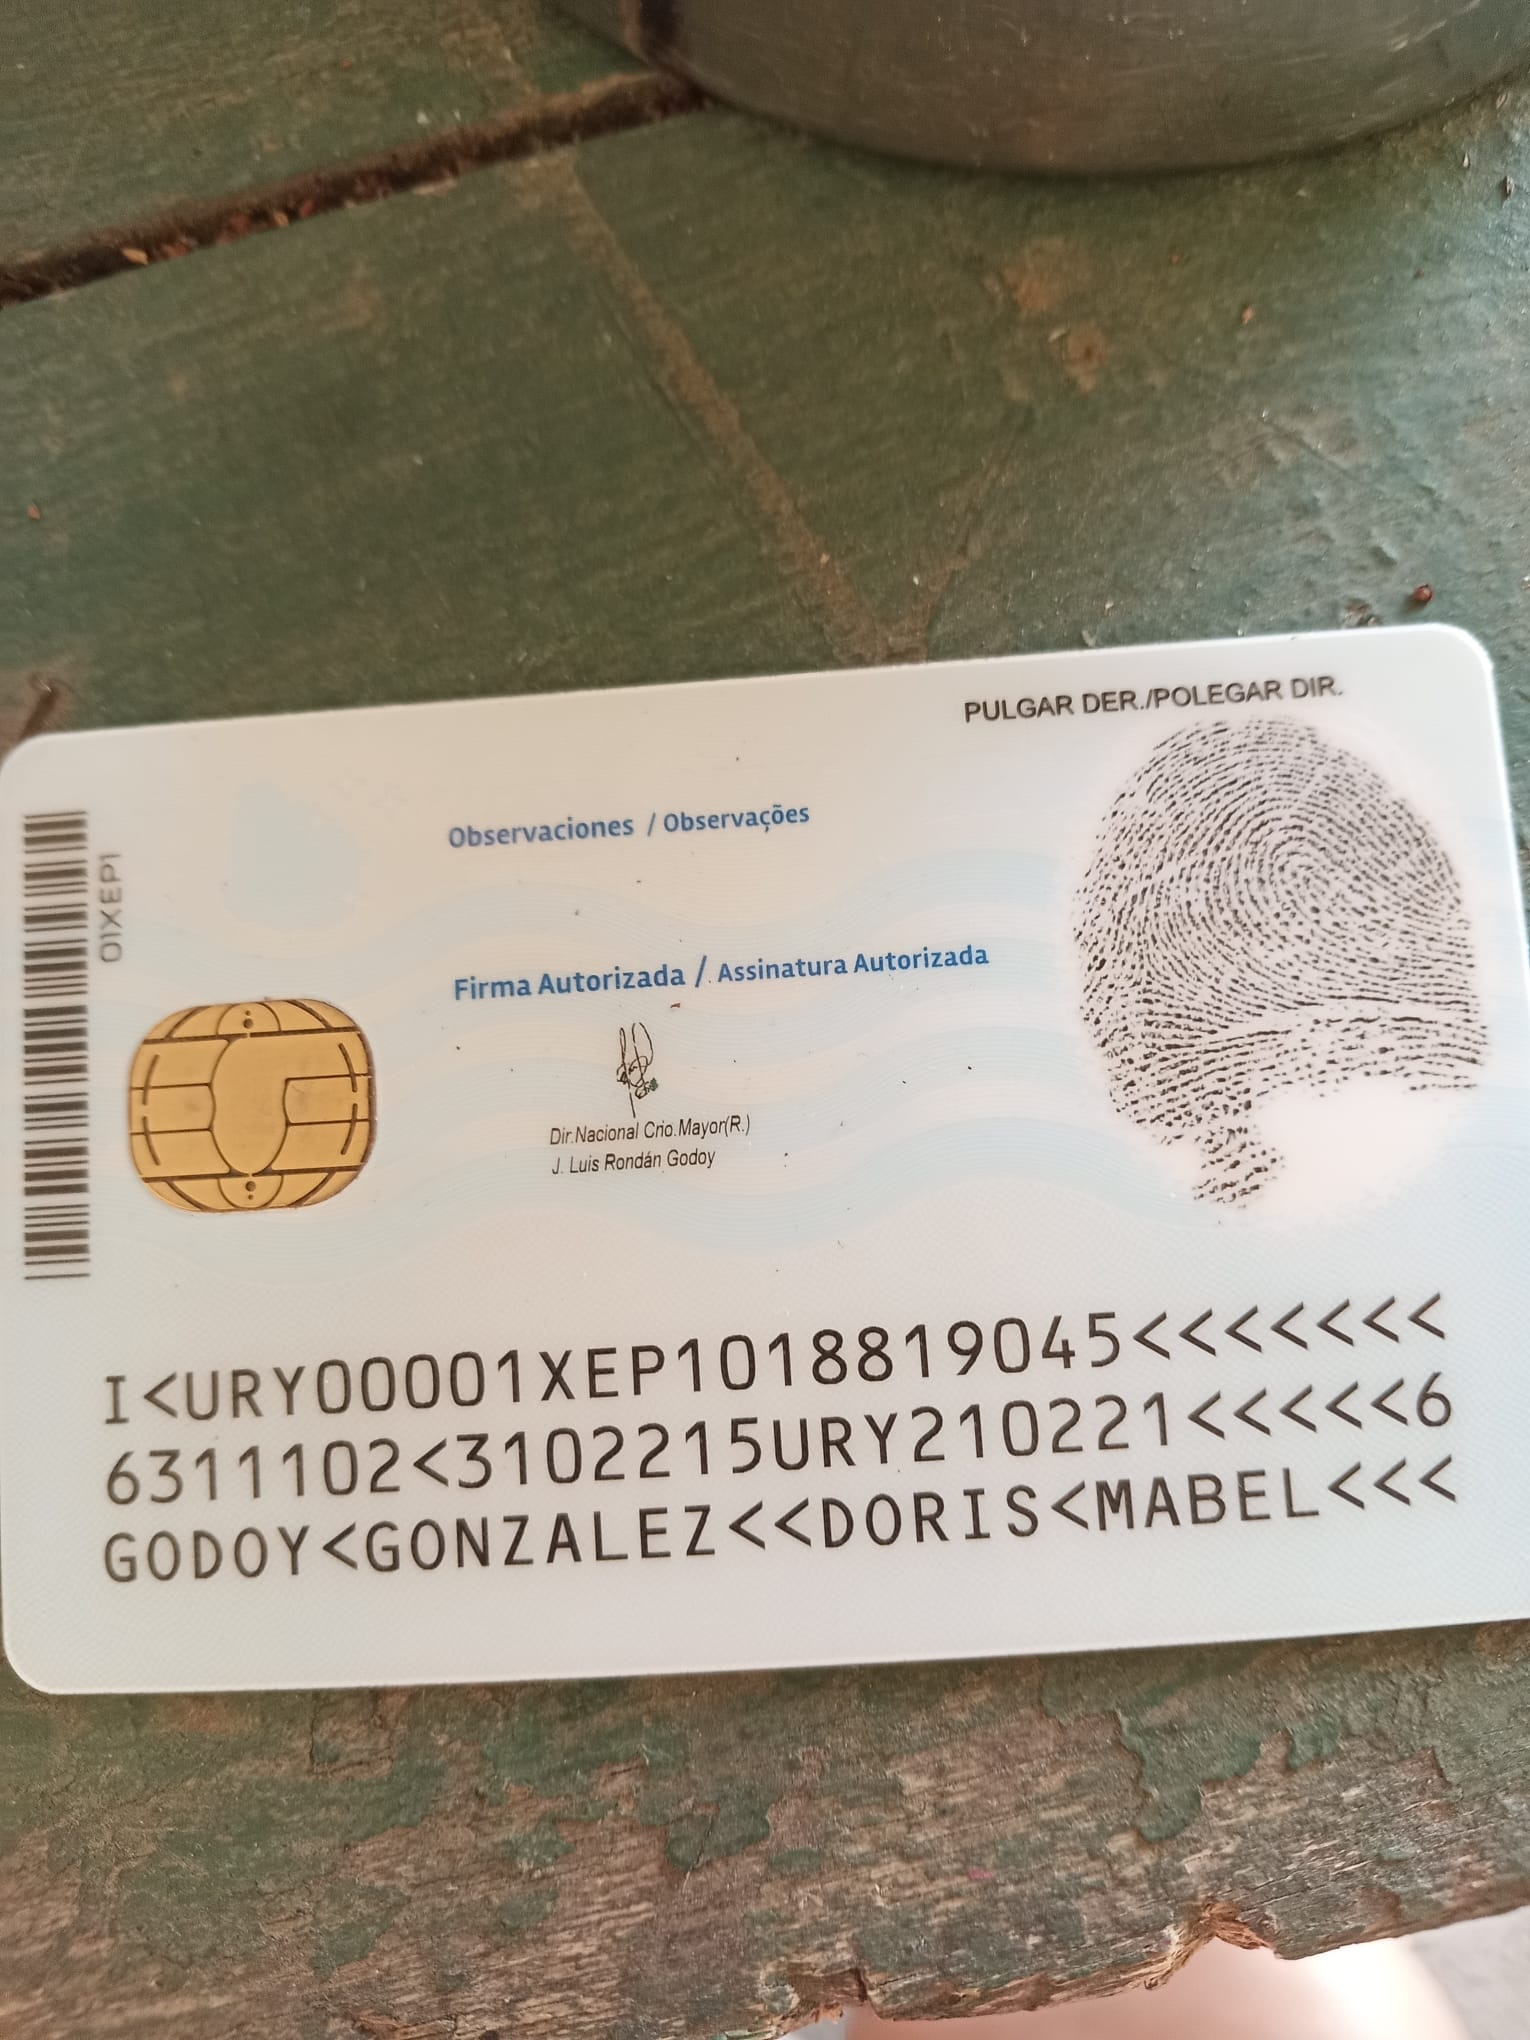 PULGAR DER./POLEGAR DIR.
01XEP1
Observaciones / Observações
Firma Autorizada / Assinatura Autorizada
Dir.Nacional Crio.Mayor(R.)
J. Luis Rondán Godoy
I<URY00001XEP1018819045<<<<<<<
6311102<3102215URY210221<<<<<6
GODOY<GONZALEZ<<DORIS<MABEL<<<